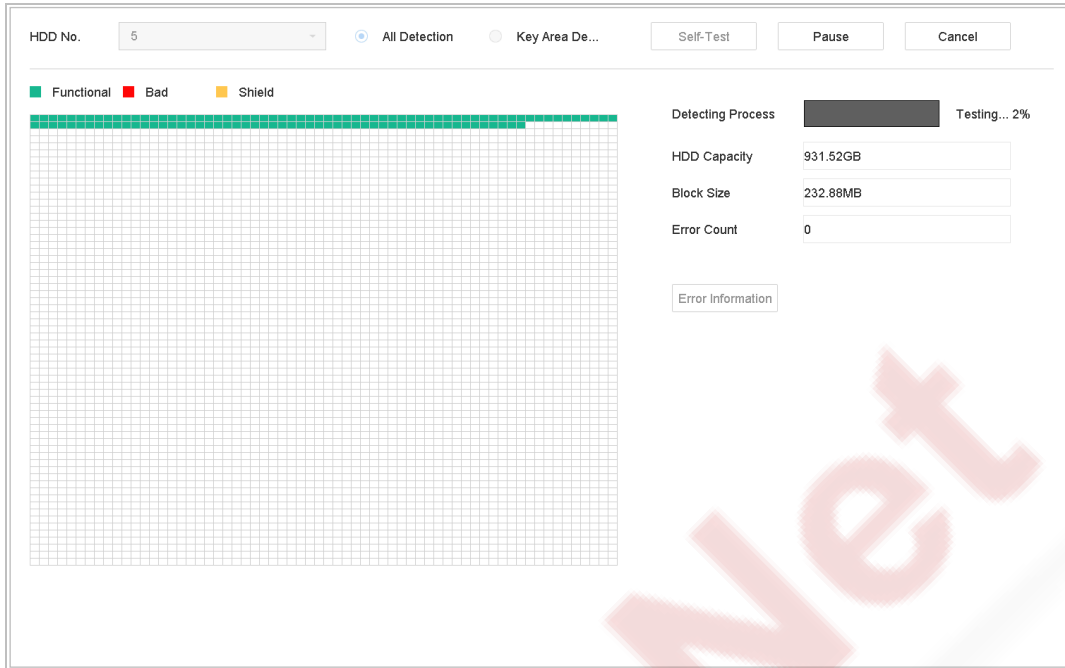 HDD No. 5 All Detection Key Area De... Self-Test Pause Cancel
Functional Bad Shield
Detecting Process Testing... 2%
HDD Capacity 931.52GB
Block Size 232.88MB
Error Count 0
Error Information
Net